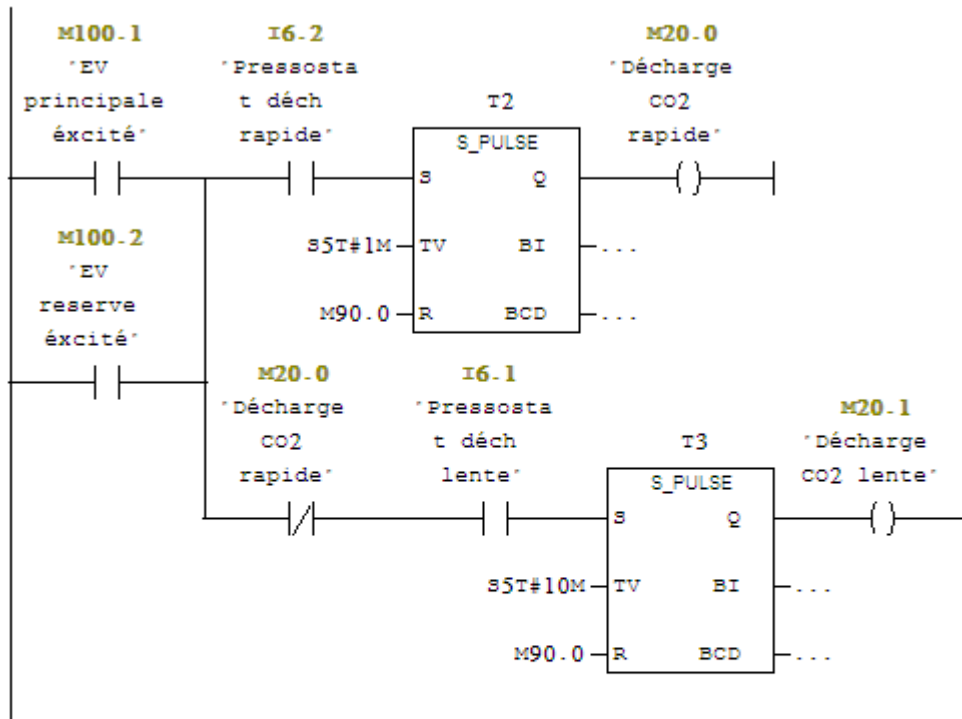 M100.1
'EV
principale
éxcité'
I6.2
'Pressosta
t déch
rapide'
T2
S_PULSE
S
Q
S5T#1M
TV
BI
...
M90.0
R
BCD
...
M20.0
'Décharge
CO2
rapide'
M100.2
'EV
reserve
éxcité'
M20.0
'Décharge
CO2
rapide'
I6.1
'Pressosta
t déch
lente'
T3
S_PULSE
S
Q
S5T#10M
TV
BI
...
M90.0
R
BCD
...
M20.1
'Décharge
CO2 lente'